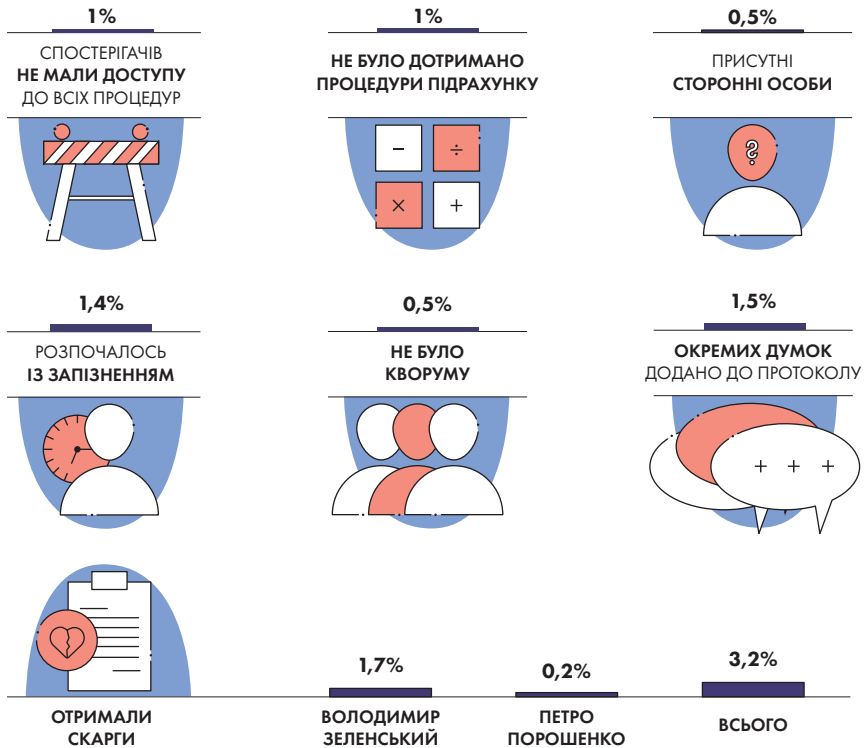 1%
СПОСТЕРІГАЧІВ
НЕ МАЛИ ДОСТУПУ
ДО ВСІХ ПРОЦЕДУР
1%
НЕ БУЛО ДОТРИМАНО
ПРОЦЕДУРИ ПІДРАХУНКУ
− ÷
× +
0,5%
ПРИСУТНІ
СТОРОННІ ОСОБИ
?
1,4%
РОЗПОЧАЛОСЬ
ІЗ ЗАПІЗНЕННЯМ
0,5%
НЕ БУЛО
КВОРУМУ
1,5%
ОКРЕМИХ ДУМОК
ДОДАНО ДО ПРОТОКОЛУ
+ + +
ОТРИМАЛИ
СКАРГИ
1,7%
ВОЛОДИМИР
ЗЕЛЕНСЬКИЙ
0,2%
ПЕТРО
ПОРОШЕНКО
3,2%
ВСЬОГО